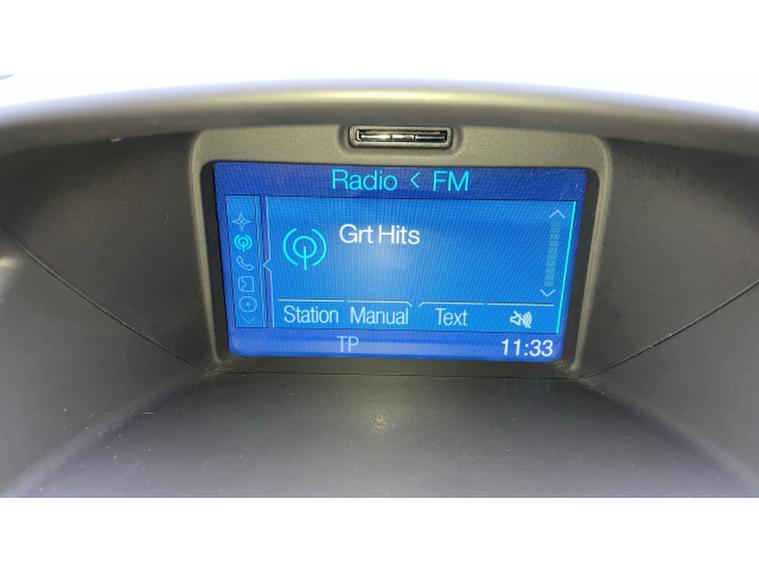 Radio < FM
Grt Hits
Station Manual Text
TP 11:33